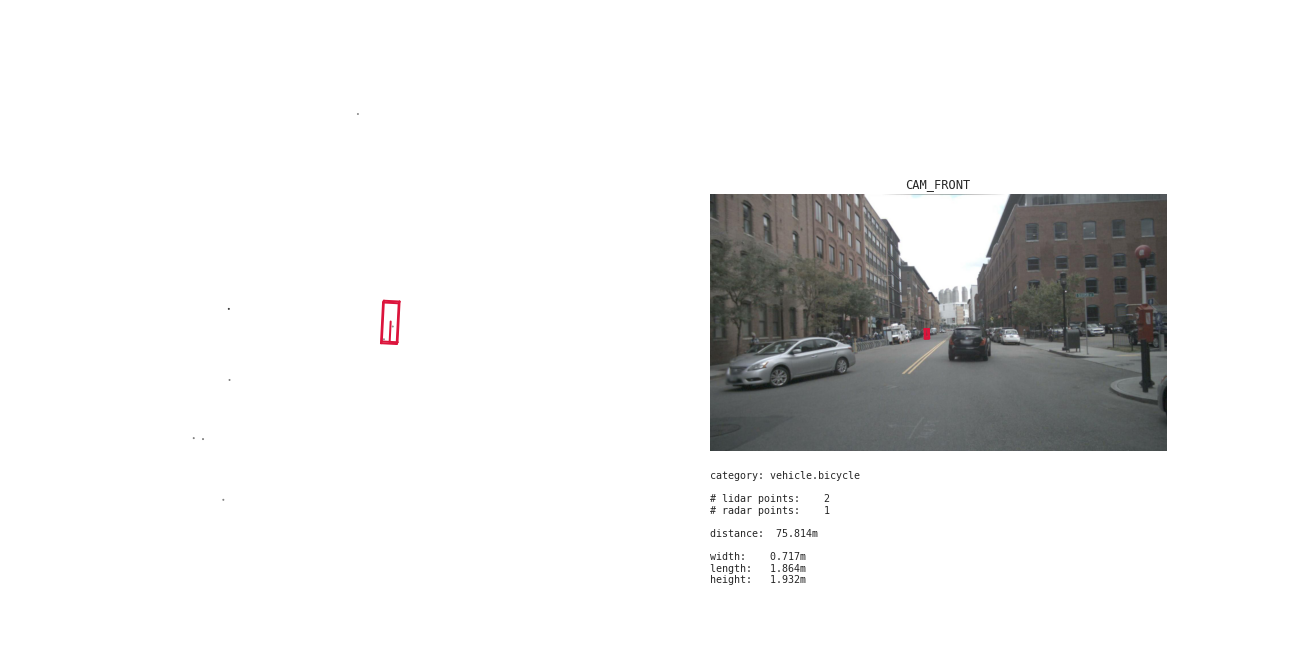 CAM_FRONT
category: vehicle.bicycle
# lidar points: 2
# radar points: 1
distance: 75.814m
width: 0.717m
length: 1.864m
height: 1.932m